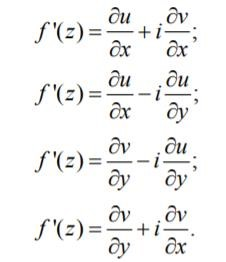 f'(z)=∂u/∂x+i∂v/∂x;
f'(z)=∂u/∂x−i∂u/∂y;
f'(z)=∂v/∂y−i∂u/∂y;
f'(z)=∂v/∂y+i∂v/∂x.